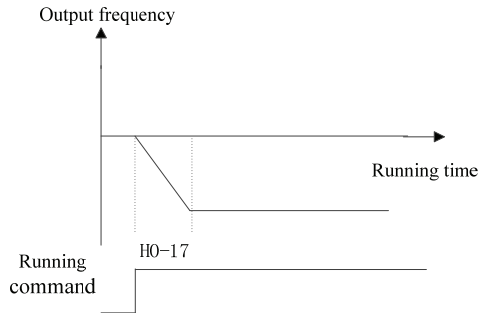 Output frequency
Running time
H0-17
Running
command